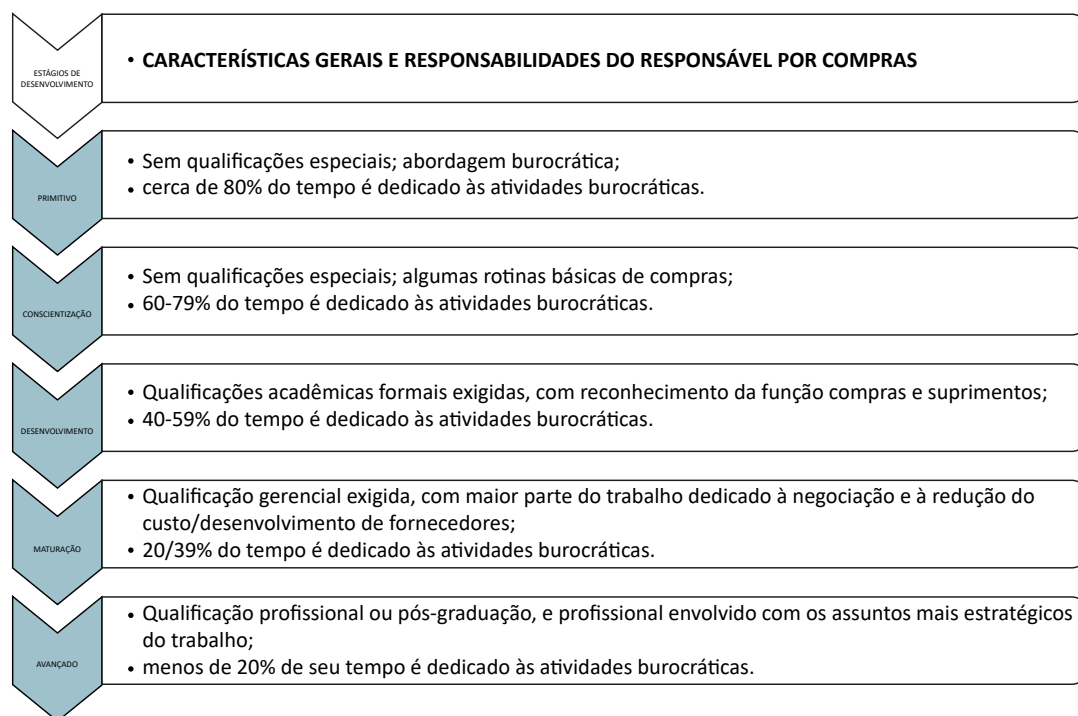 ESTÁGIOS DE
DESENVOLVIMENTO
• CARACTERÍSTICAS GERAIS E RESPONSABILIDADES DO RESPONSÁVEL POR COMPRAS
PRIMITIVO
• Sem qualificações especiais; abordagem burocrática;
• cerca de 80% do tempo é dedicado às atividades burocráticas.
CONSCIENTIZAÇÃO
• Sem qualificações especiais; algumas rotinas básicas de compras;
• 60-79% do tempo é dedicado às atividades burocráticas.
DESENVOLVIMENTO
• Qualificações acadêmicas formais exigidas, com reconhecimento da função compras e suprimentos;
• 40-59% do tempo é dedicado às atividades burocráticas.
MATURAÇÃO
• Qualificação gerencial exigida, com maior parte do trabalho dedicado à negociação e à redução do
custo/desenvolvimento de fornecedores;
• 20/39% do tempo é dedicado às atividades burocráticas.
AVANÇADO
• Qualificação profissional ou pós-graduação, e profissional envolvido com os assuntos mais estratégicos
do trabalho;
• menos de 20% de seu tempo é dedicado às atividades burocráticas.